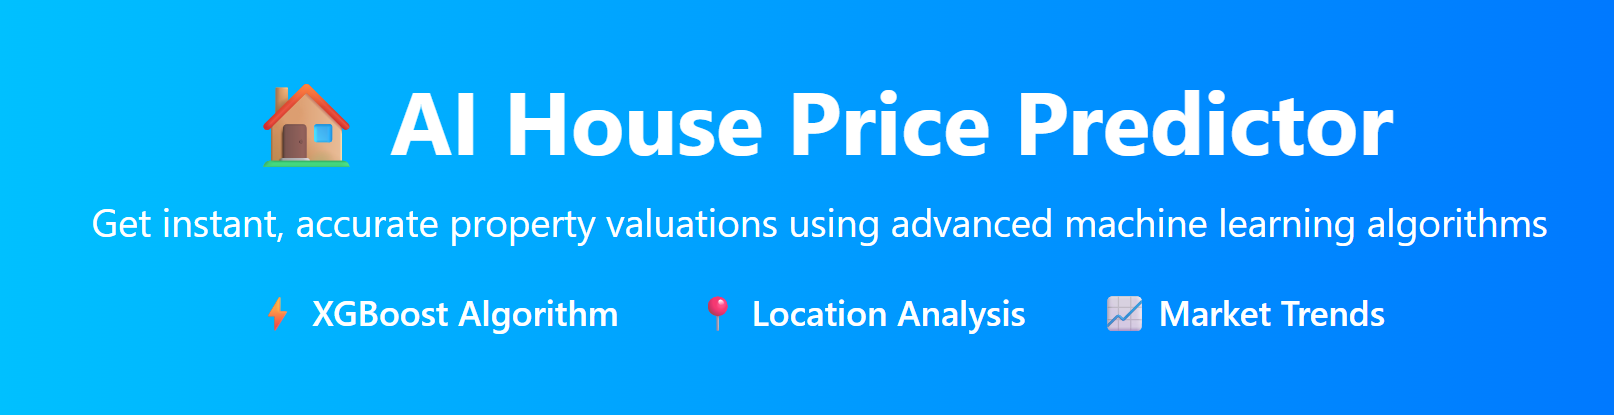 AI House Price Predictor
Get instant, accurate property valuations using advanced machine learning algorithms
XGBoost Algorithm Location Analysis Market Trends